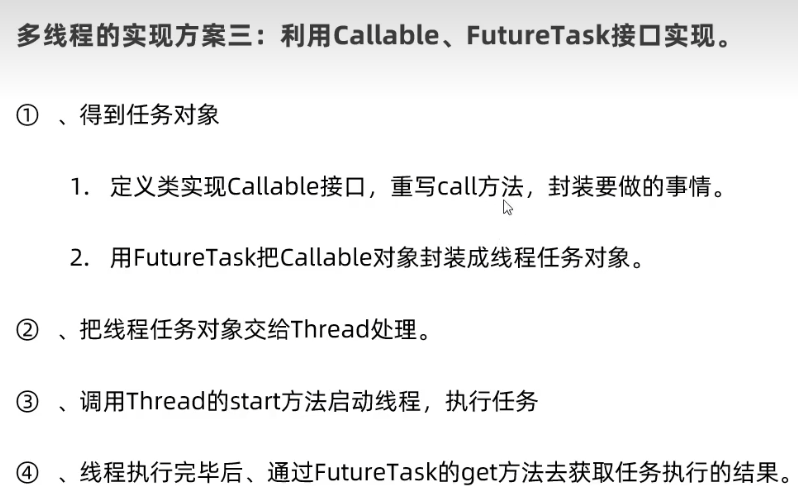 多线程的实现方案三：利用Callable、FutureTask接口实现。
① 、得到任务对象
1. 定义类实现Callable接口，重写call方法，封装要做的事情。
2. 用FutureTask把Callable对象封装成线程任务对象。
② 、把线程任务对象交给Thread处理。
③ 、调用Thread的start方法启动线程，执行任务
④ 、线程执行完毕后、通过FutureTask的get方法去获取任务执行的结果。